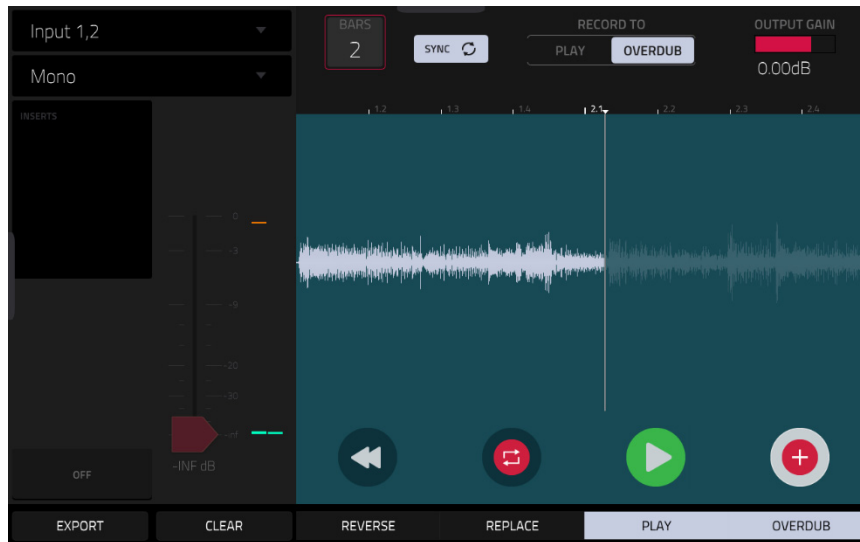 Input 1,2
Mono
INSERTS
0
-3
-9
-20
-30
-inf
-INF dB
OFF
BARS
2
SYNC
RECORD TO
PLAY OVERDUB
OUTPUT GAIN
0.00dB
1.2 1.3 1.4 2.1 2.2 2.3 2.4
EXPORT CLEAR REVERSE REPLACE PLAY OVERDUB